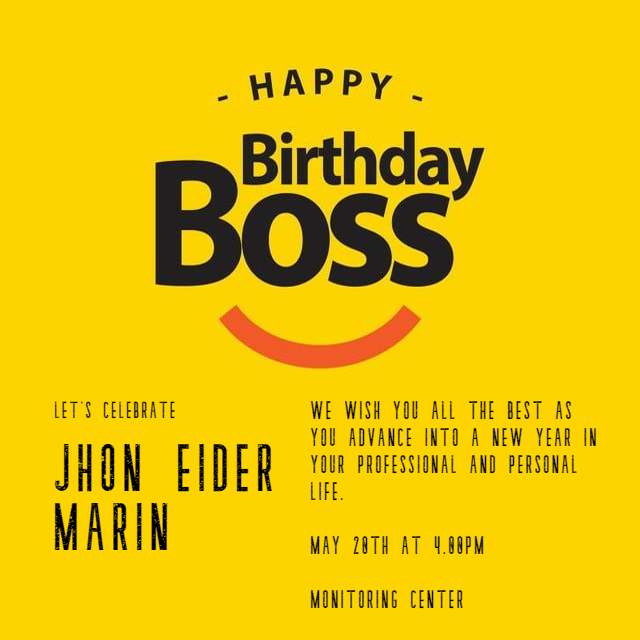 - HAPPY -
Birthday
Boss
LET'S CELEBRATE
JHON EIDER
MARIN
WE WISH YOU ALL THE BEST AS
YOU ADVANCE INTO A NEW YEAR IN
YOUR PROFESSIONAL AND PERSONAL
LIFE.
MAY 20TH AT 4.00PM
MONITORING CENTER